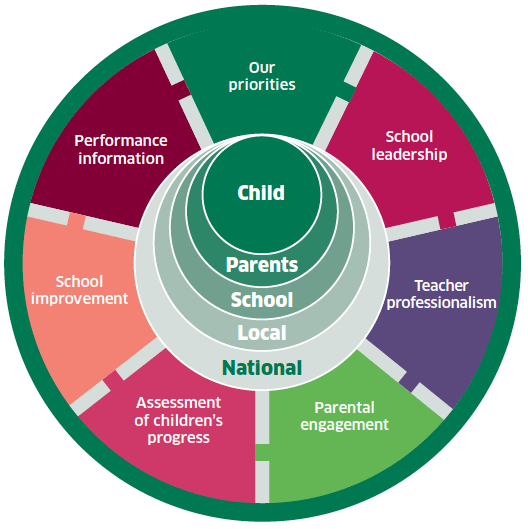 Our
priorities
School
leadership
Teacher
professionalism
Parental
engagement
Assessment
of children's
progress
School
improvement
Performance
information
Child
Parents
School
Local
National